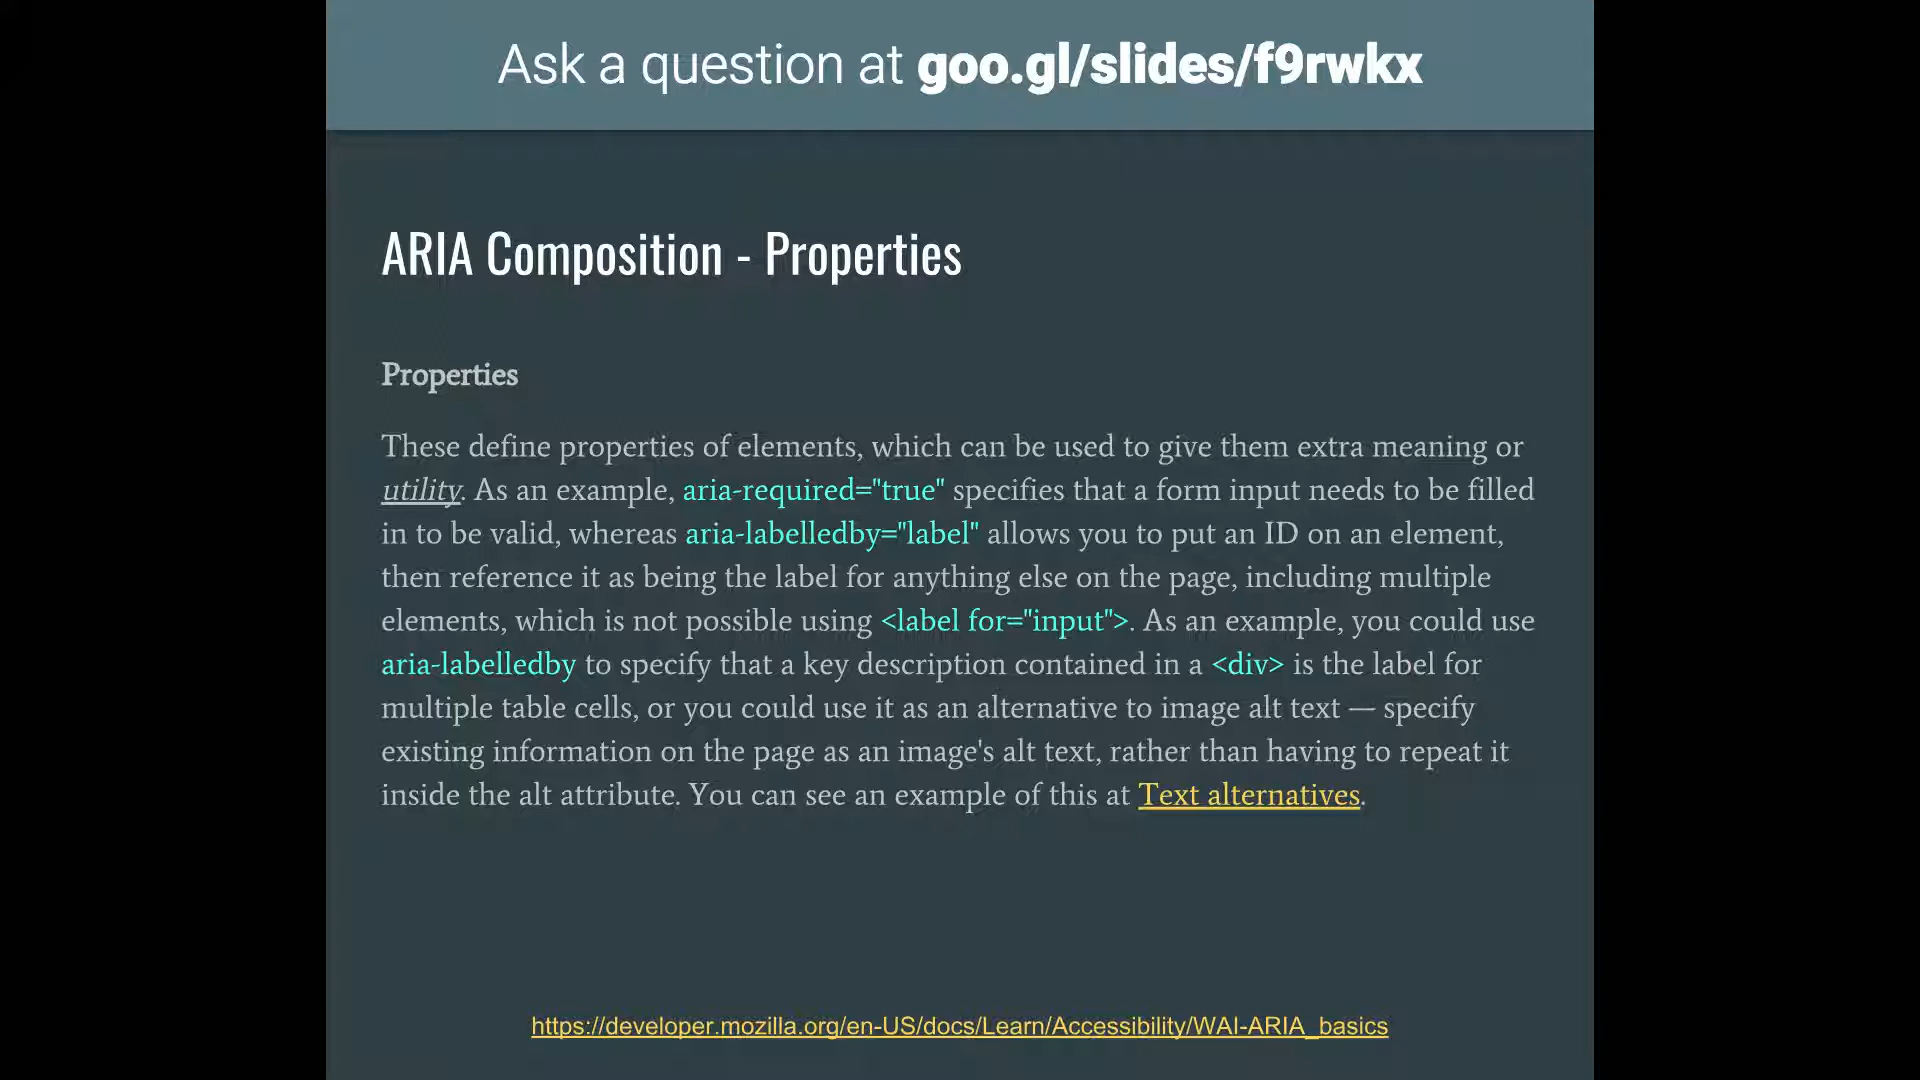 Ask a question at goo.gl/slides/f9rwkx
ARIA Composition - Properties
Properties
These define properties of elements, which can be used to give them extra meaning or
utility. As an example, aria-required="true" specifies that a form input needs to be filled
in to be valid, whereas aria-labelledby="label" allows you to put an ID on an element,
then reference it as being the label for anything else on the page, including multiple
elements, which is not possible using <label for="input">. As an example, you could use
aria-labelledby to specify that a key description contained in a <div> is the label for
multiple table cells, or you could use it as an alternative to image alt text — specify
existing information on the page as an image's alt text, rather than having to repeat it
inside the alt attribute. You can see an example of this at Text alternatives.
https://developer.mozilla.org/en-US/docs/Learn/Accessibility/WAI-ARIA_basics